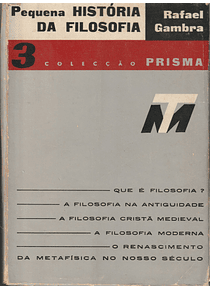 Pequena HISTÓRIA
DA FILOSOFIA
Rafael
Gambra
3 COLECÇÃO PRISMA
TM
QUE É FILOSOFIA ?
A FILOSOFIA NA ANTIGUIDADE
A FILOSOFIA CRISTÃ MEDIEVAL
A FILOSOFIA MODERNA
O RENASCIMENTO
DA METAFÍSICA NO NOSSO SÉCULO